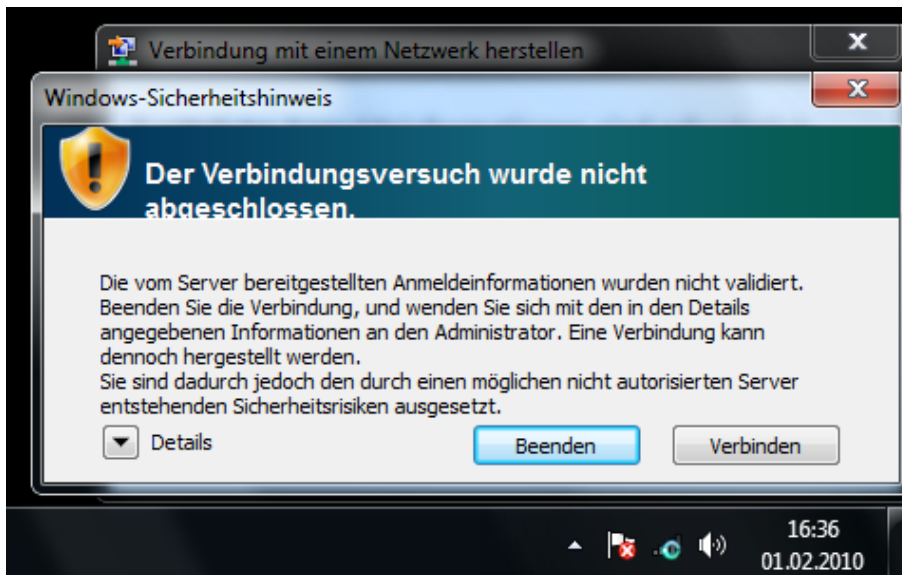 Verbindung mit einem Netzwerk herstellen
Windows-Sicherheitshinweis
Der Verbindungsversuch wurde nicht
abgeschlossen.
Die vom Server bereitgestellten Anmeldeinformationen wurden nicht validiert.
Beenden Sie die Verbindung, und wenden Sie sich mit den in den Details
angegebenen Informationen an den Administrator. Eine Verbindung kann
dennoch hergestellt werden.
Sie sind dadurch jedoch den durch einen möglichen nicht autorisierten Server
entstehenden Sicherheitsrisiken ausgesetzt.
Details
Beenden
Verbinden
16:36
01.02.2010